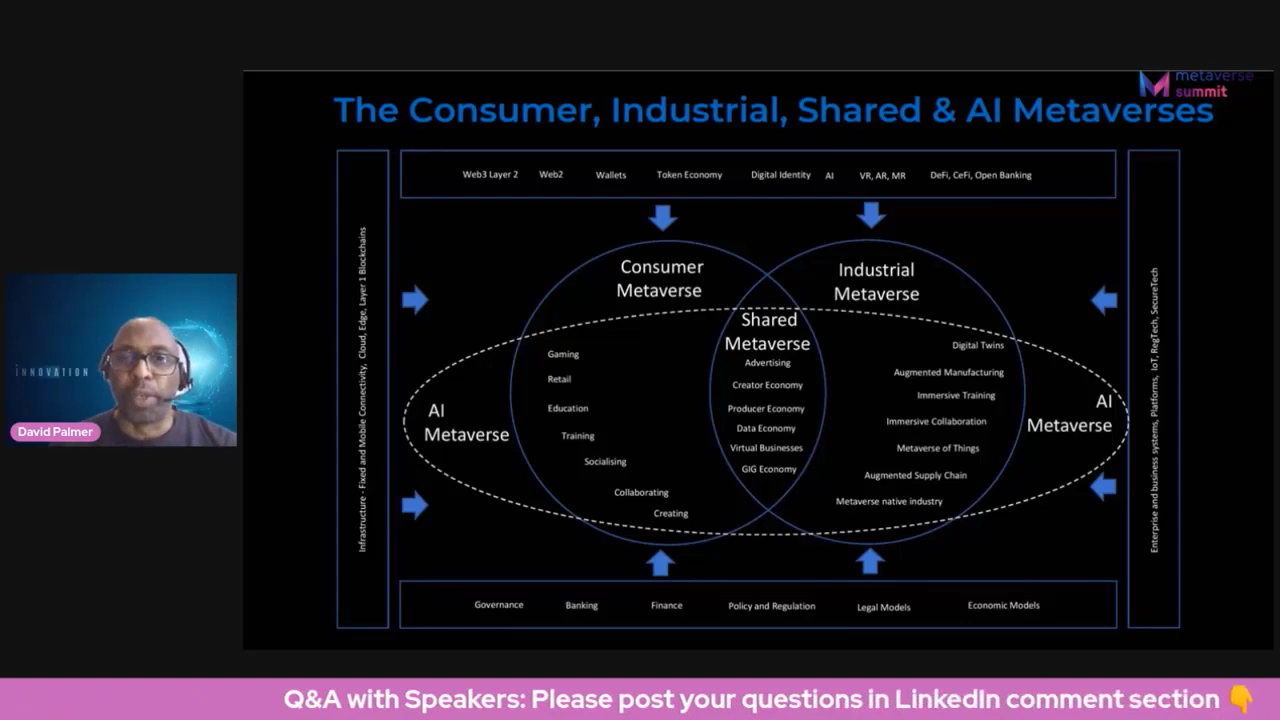 metaverse
summit
The Consumer, Industrial, Shared & AI Metaverses
Web3 Layer 2 Web2 Wallets Token Economy Digital Identity AI VR, AR, MR DeFi, CeFi, Open Banking
Infrastructure - Fixed and Mobile Connectivity, Cloud, Edge, Layer 1 Blockchains
Consumer
Metaverse
Gaming
Retail
Education
Training
Socialising
Collaborating
Creating
Shared
Metaverse
Advertising
Creator Economy
Producer Economy
Data Economy
Virtual Businesses
GIG Economy
Industrial
Metaverse
Digital Twins
Augmented Manufacturing
Immersive Training
Immersive Collaboration
Metaverse of Things
Augmented Supply Chain
Metaverse native industry
AI
Metaverse
AI
Metaverse
Enterprise and business systems, Platforms, IoT, RegTech, SecureTech
Governance Banking Finance Policy and Regulation Legal Models Economic Models
INNOVATION
David Palmer
Q&A with Speakers: Please post your questions in LinkedIn comment section 👇